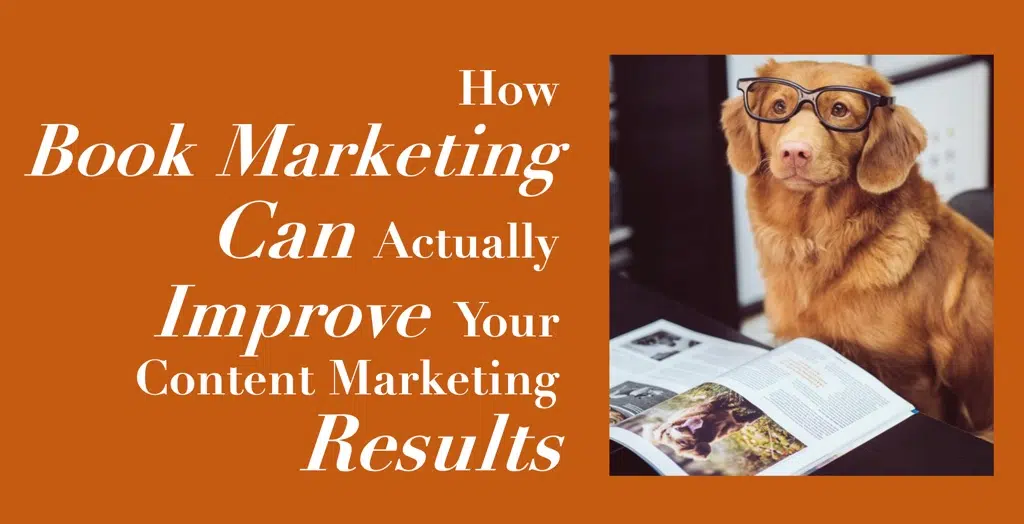 How
Book Marketing
Can Actually
Improve Your
Content Marketing
Results